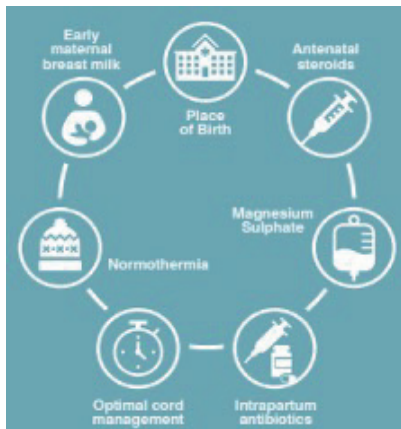 Early
maternal
breast milk
Place
of Birth
Antenatal
steroids
Magnesium
Sulphate
Intrapartum
antibiotics
Optimal cord
management
Normothermia